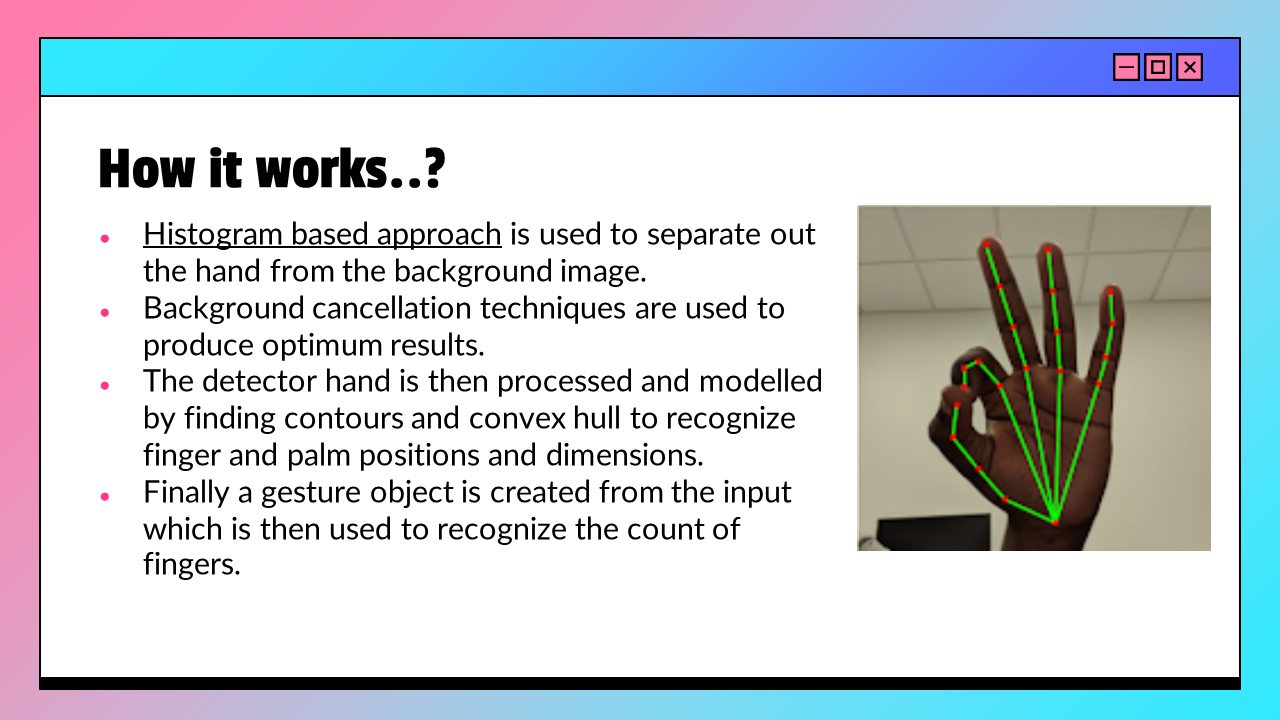 How it works..?
Histogram based approach is used to separate out
the hand from the background image.
Background cancellation techniques are used to
produce optimum results.
The detector hand is then processed and modelled
by finding contours and convex hull to recognize
finger and palm positions and dimensions.
Finally a gesture object is created from the input
which is then used to recognize the count of
fingers.